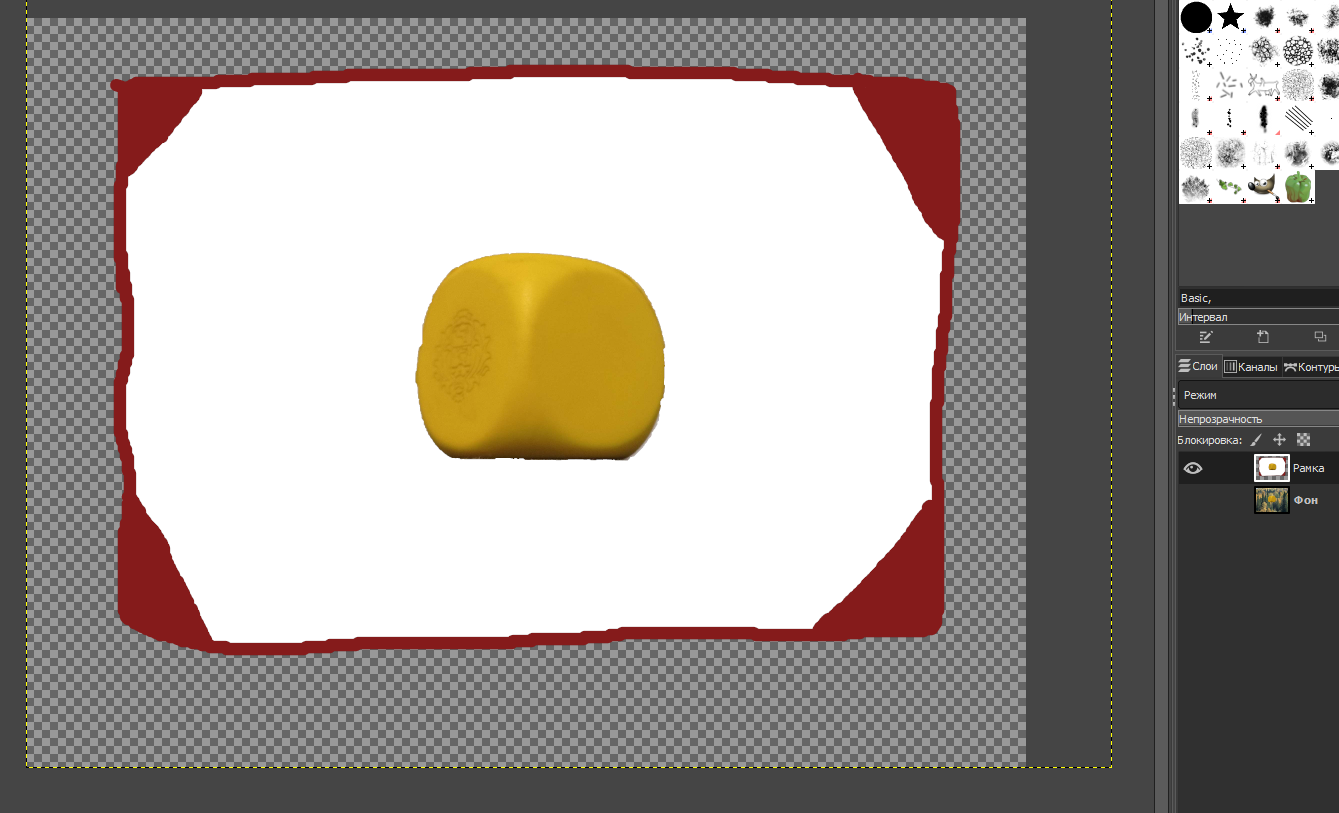 Basic,
Интервал
Слои Каналы Контуры
Режим
Непрозрачность
Блокировка:
Рамка
Фон